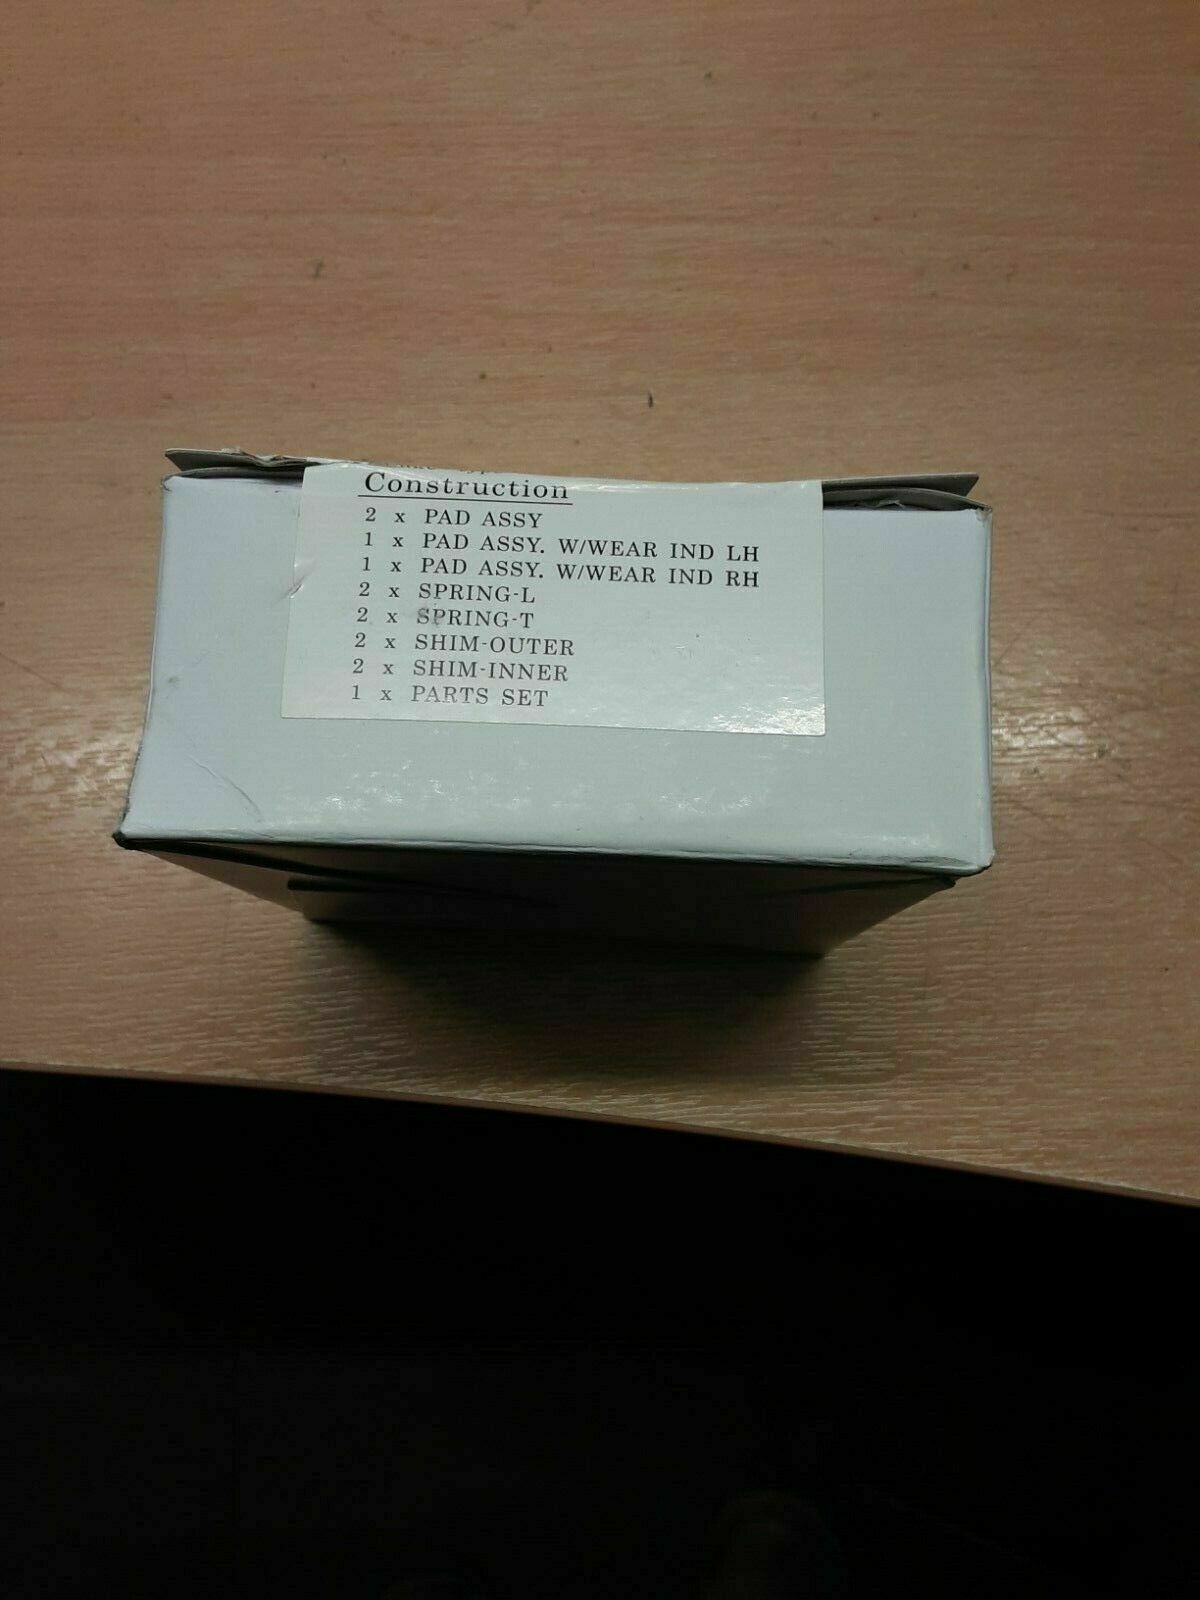 Construction
2 x PAD ASSY
1 x PAD ASSY. W/WEAR IND LH
1 x PAD ASSY. W/WEAR IND RH
2 x SPRING-L
2 x SPRING-T
2 x SHIM-OUTER
2 x SHIM-INNER
1 x PARTS SET